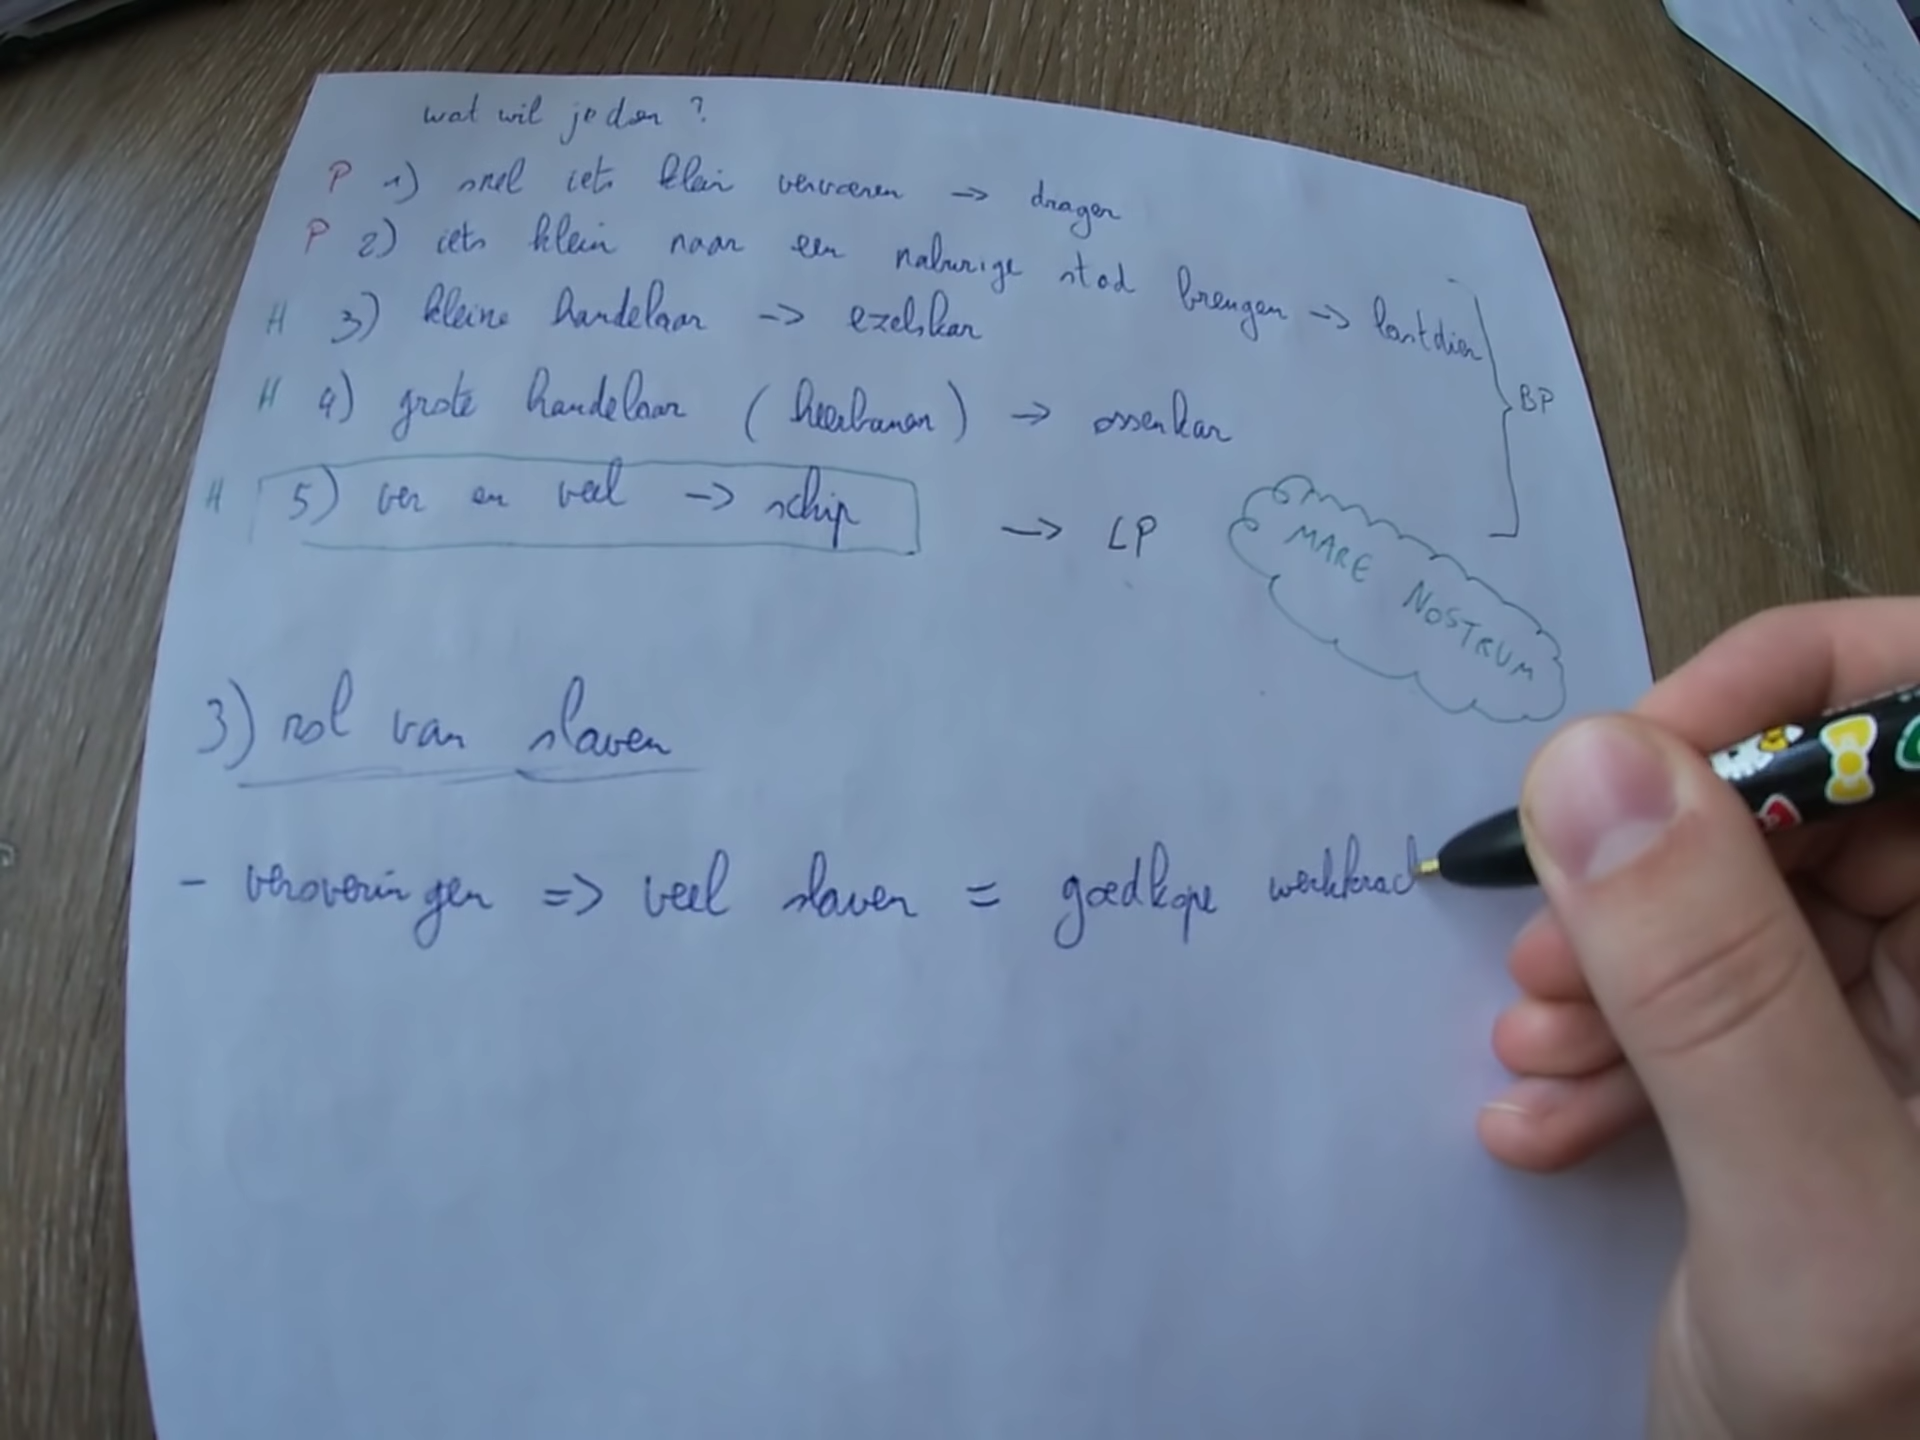 wat wil je doen ?
P 1) snel iets klein vervoeren -> dragen
P 2) iets klein naar een naburige stad brengen -> lastdier
H 3) kleine handelaar -> ezelskar
BP
H 4) grote handelaar (heerbanen) -> ossenkar
H 5) ver en veel -> schip -> LP
MARE NOSTRUM
3) rol van slaven
- veroveringen => veel slaven = goedkope werkkrach